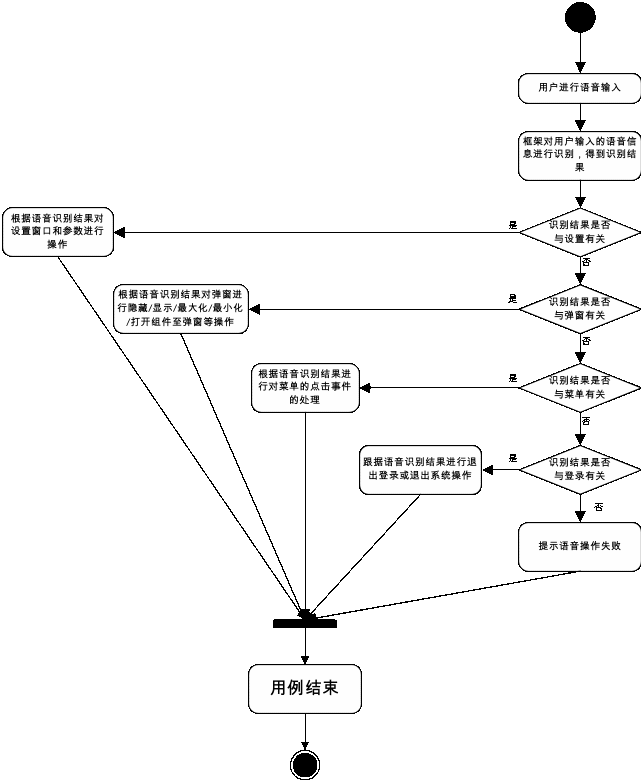 用户进行语音输入
框架对用户输入的语音信
息进行识别，得到识别结
果
识别结果是否
与设置有关
是
根据语音识别结果对
设置窗口和参数进行
操作
否
识别结果是否
与弹窗有关
是
根据语音识别结果对弹窗进
行隐藏/显示/最大化/最小化
/打开组件至弹窗等操作
否
识别结果是否
与菜单有关
是
根据语音识别结果进
行对菜单的点击事件
的处理
否
识别结果是否
与登录有关
是
跟据语音识别结果进行退
出登录或退出系统操作
否
提示语音操作失败
用例结束